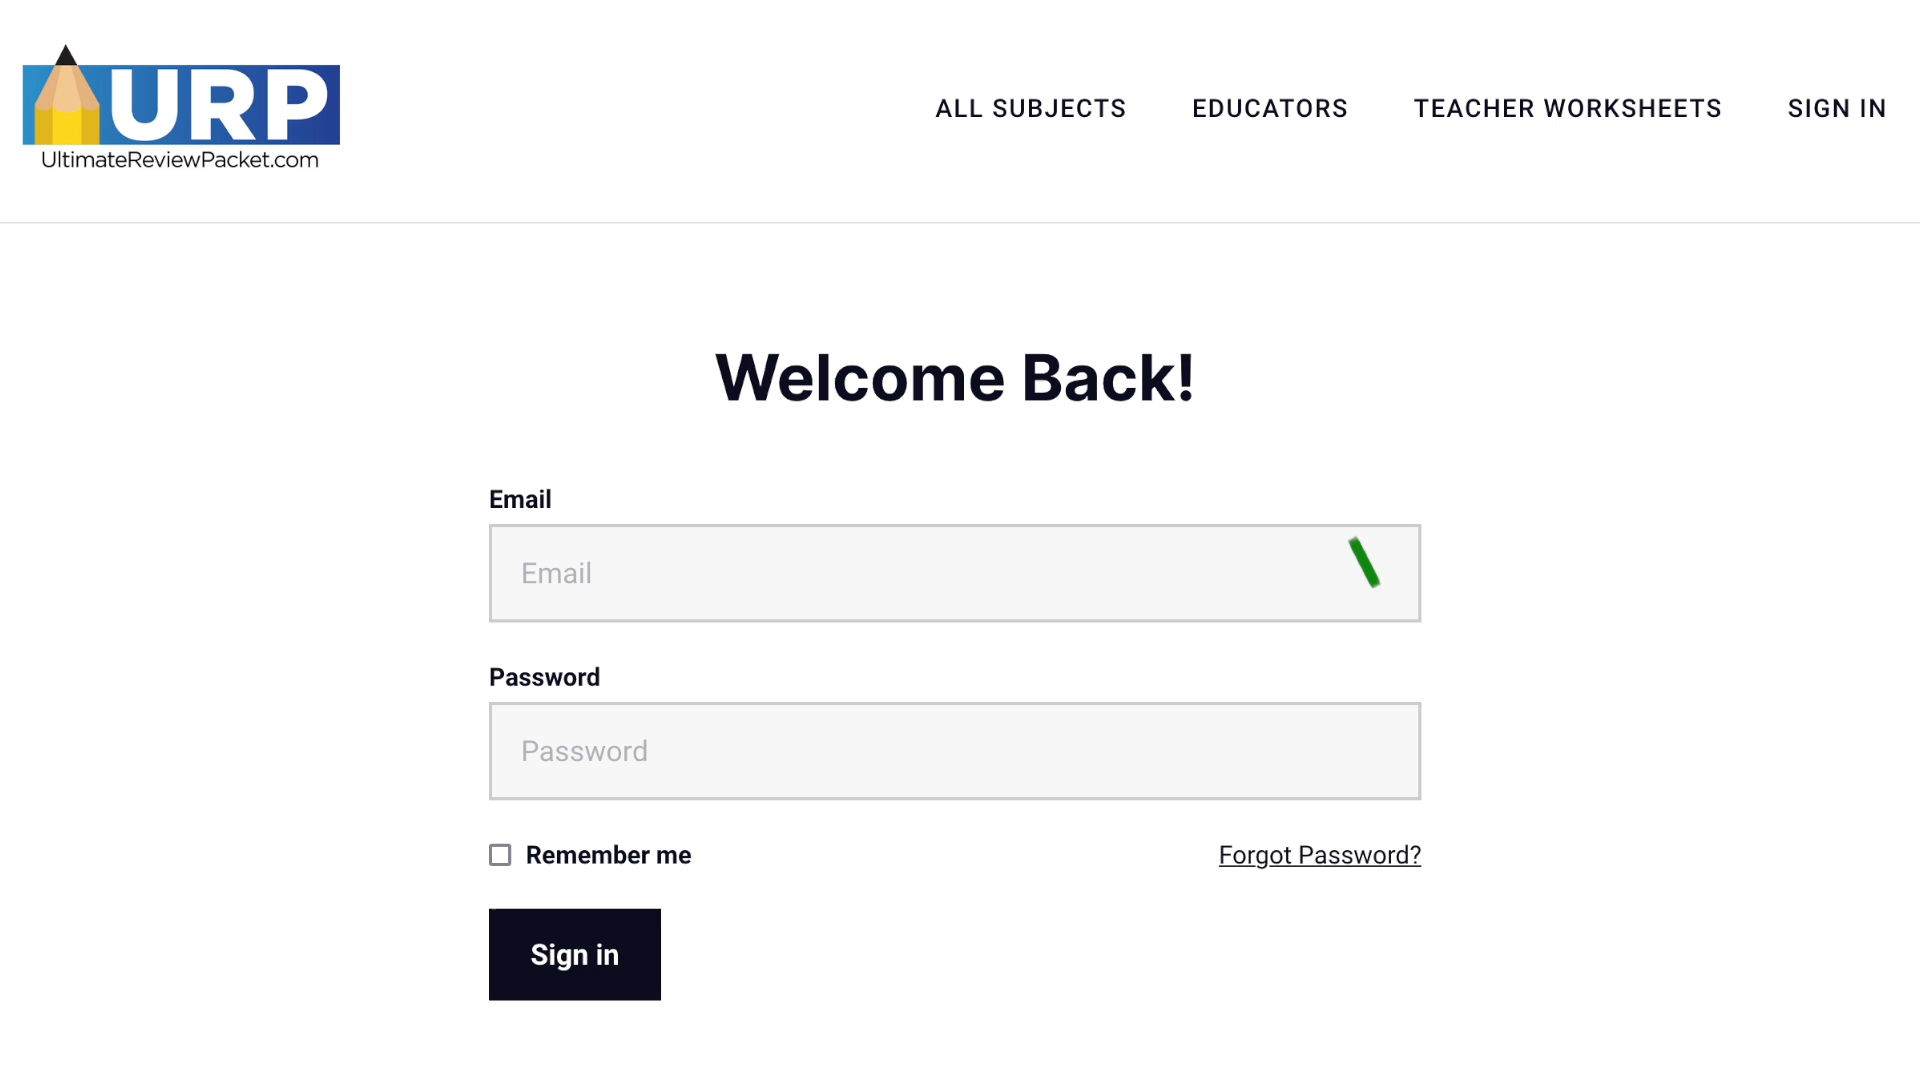 URP
UltimateReviewPacket.com
ALL SUBJECTS EDUCATORS TEACHER WORKSHEETS SIGN IN
Welcome Back!
Email
Email
Password
Password
Remember me Forgot Password?
Sign in